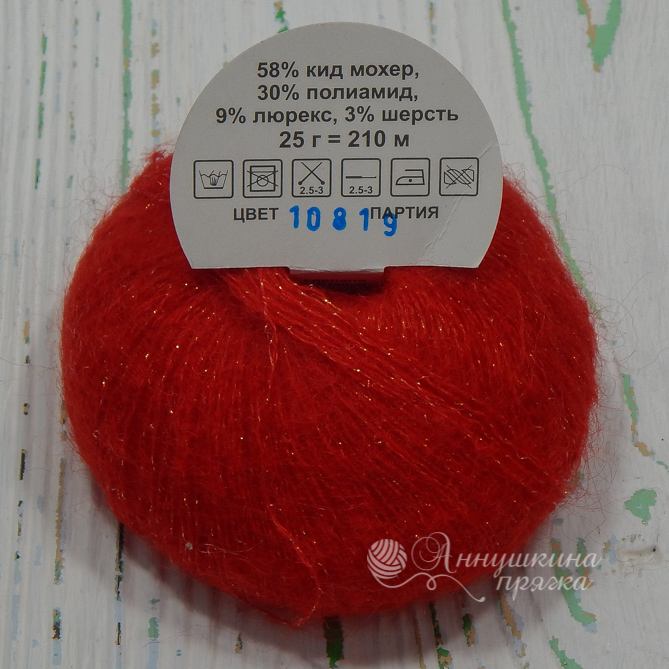 58% кид мохер,
30% полиамид,
9% люрекс, 3% шерсть
25 г = 210 м
2.5-3 2.5-3
ЦВЕТ 10819 ПАРТИЯ
Аннушкина
пряжа